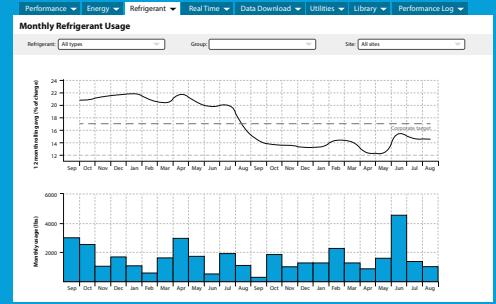 Performance Energy Refrigerant Real Time Data Download Utilities Library Performance Log
Monthly Refrigerant Usage
Refrigerant: All types Group: Site: All sites
12 month rolling avg (% of charge)
24
22
20
18
16
14
12
Corporate target
Sep Oct Nov Dec Jan Feb Mar Apr May Jun Jul Aug Sep Oct Nov Dec Jan Feb Mar Apr May Jun Jul Aug
Monthly usage (lbs)
6000
4000
2000
Sep Oct Nov Dec Jan Feb Mar Apr May Jun Jul Aug Sep Oct Nov Dec Jan Feb Mar Apr May Jun Jul Aug